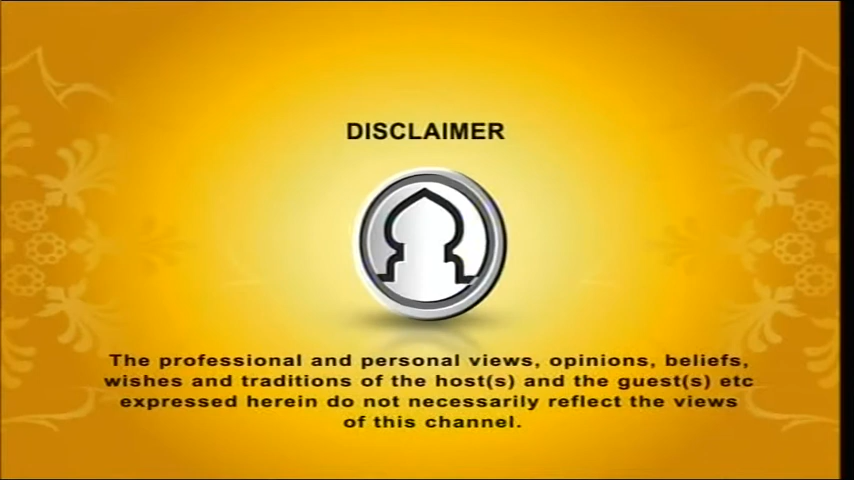 DISCLAIMER
The professional and personal views, opinions, beliefs,
wishes and traditions of the host(s) and the guest(s) etc
expressed herein do not necessarily reflect the views
of this channel.